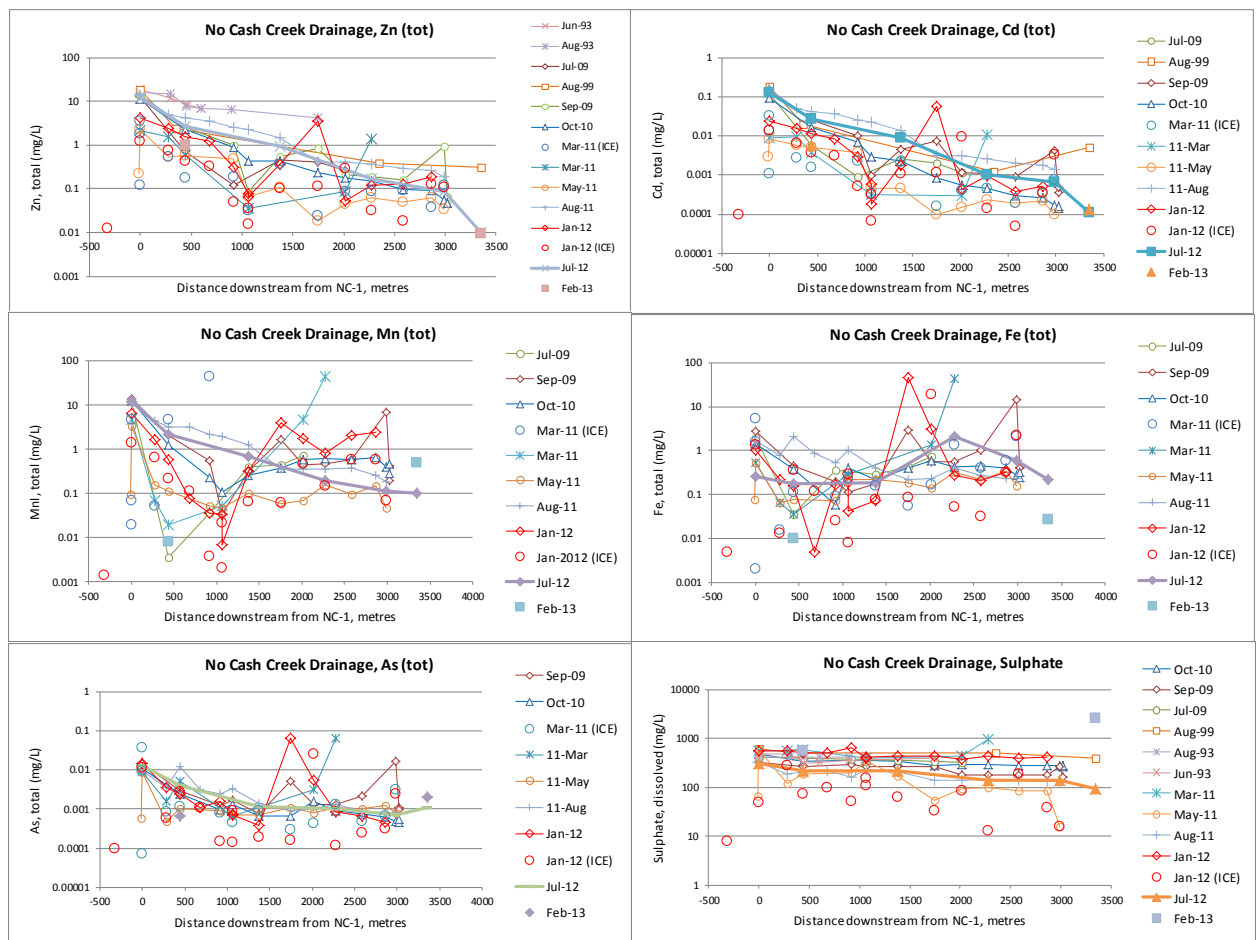 No Cash Creek Drainage, Zn (tot)
Zn, total (mg/L)
100
10
1
0.1
0.01
0.001
-500 0 500 1000 1500 2000 2500 3000 3500
Distance downstream from NC-1, metres
Jun-93
Aug-93
Jul-09
Aug-99
Sep-09
Oct-10
Mar-11 (ICE)
Mar-11
May-11
Aug-11
Jan-12
Jan-12 (ICE)
Jul-12
Feb-13
No Cash Creek Drainage, Cd (tot)
Cd, total (mg/L)
1
0.1
0.01
0.001
0.0001
0.00001
-500 0 500 1000 1500 2000 2500 3000 3500
Distance downstream from NC-1, metres
Jul-09
Aug-99
Sep-09
Oct-10
Mar-11 (ICE)
11-Mar
11-May
11-Aug
Jan-12
Jan-12 (ICE)
Jul-12
Feb-13
No Cash Creek Drainage, Mn (tot)
Mnl, total (mg/L)
100
10
1
0.1
0.01
0.001
-500 0 500 1000 1500 2000 2500 3000 3500 4000
Distance downstream from NC-1, metres
Jul-09
Sep-09
Oct-10
Mar-11 (ICE)
Mar-11
May-11
Aug-11
Jan-12
Jan-2012 (ICE)
Jul-12
Feb-13
No Cash Creek Drainage, Fe (tot)
Fe, total (mg/L)
100
10
1
0.1
0.01
0.001
-500 0 500 1000 1500 2000 2500 3000 3500 4000
Distance downstream from NC-1, metres
Jul-09
Sep-09
Oct-10
Mar-11 (ICE)
Mar-11
May-11
Aug-11
Jan-12
Jan-12 (ICE)
Jul-12
Feb-13
No Cash Creek Drainage, As (tot)
As, total (mg/L)
1
0.1
0.01
0.001
0.0001
0.00001
-500 0 500 1000 1500 2000 2500 3000 3500 4000
Distance downstream from NC-1, metres
Sep-09
Oct-10
Mar-11 (ICE)
11-Mar
11-May
11-Aug
Jan-12
Jan-12 (ICE)
Jul-12
Feb-13
No Cash Creek Drainage, Sulphate
Sulphate, dissolved (mg/L)
10000
1000
100
10
1
-500 0 500 1000 1500 2000 2500 3000 3500
Distance downstream from NC-1, metres
Oct-10
Sep-09
Jul-09
Aug-99
Aug-93
Jun-93
Mar-11
May-11
Aug-11
Jan-12
Jan-12 (ICE)
Jul-12
Feb-13